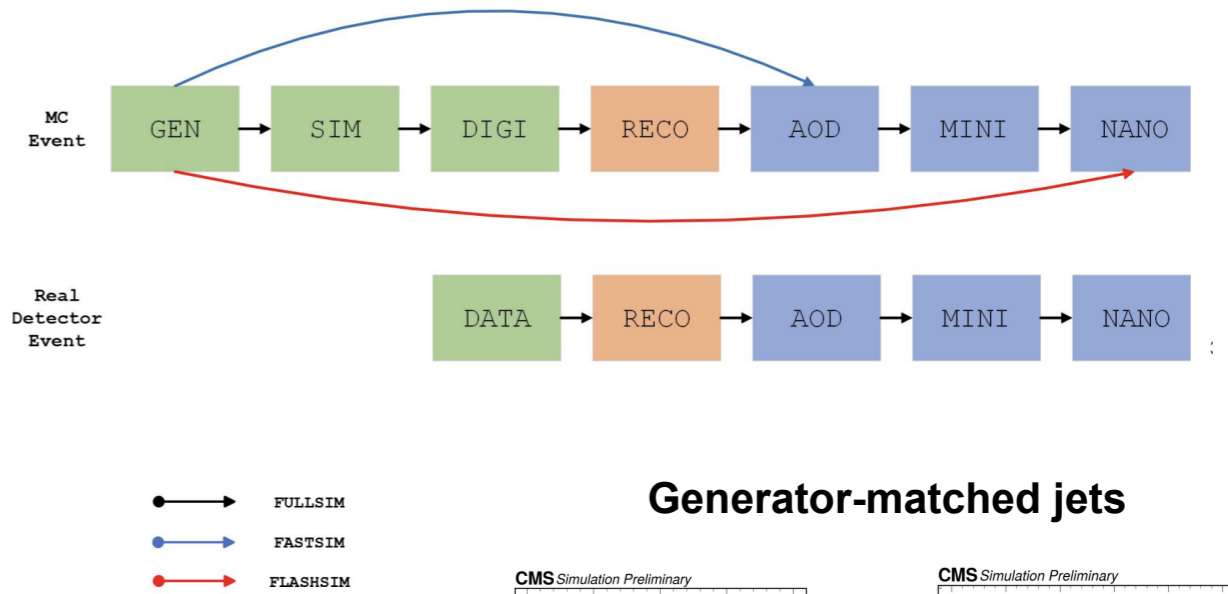 MC
Event
GEN
SIM
DIGI
RECO
AOD
MINI
NANO
Real
Detector
Event
DATA
RECO
AOD
MINI
NANO
FULLSIM
FASTSIM
FLASHSIM
Generator-matched jets
CMS Simulation Preliminary
CMS Simulation Preliminary